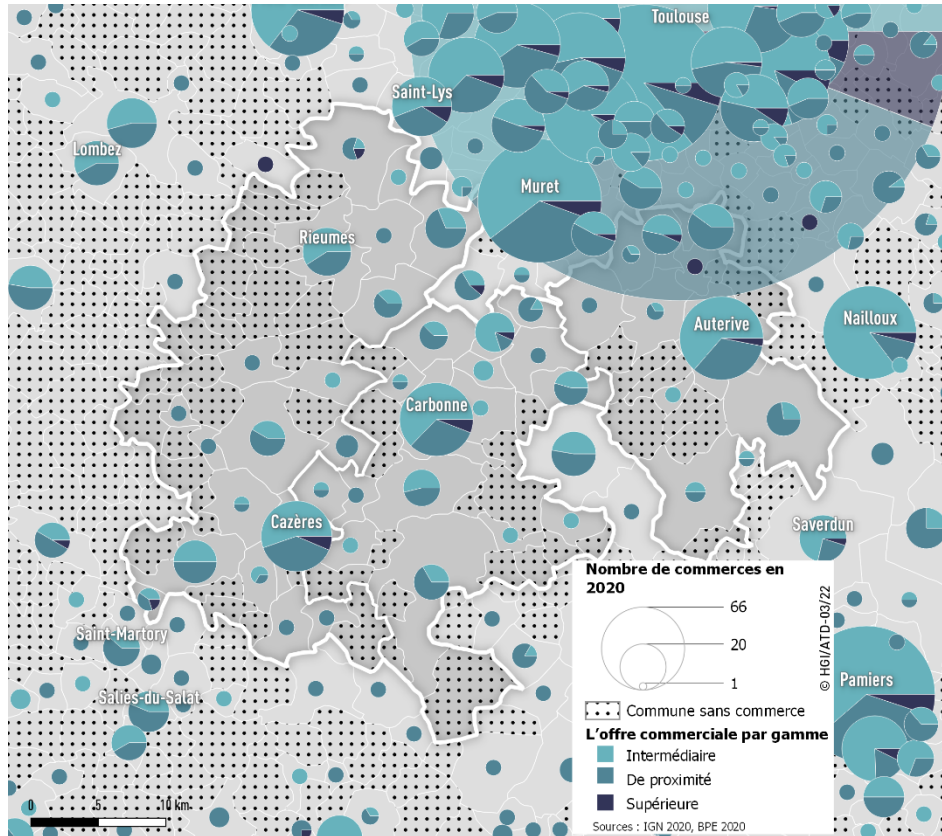 Toulouse
Saint-Lys
Lombez
Muret
Rieumes
Auterive
Nailloux
Carbonne
Cazères
Saverdun
Saint-Martory
Salies-du-Salat
Pamiers
Nombre de commerces en
2020
66
20
1
Commune sans commerce
L'offre commerciale par gamme
Intermédiaire
De proximité
Supérieure
Sources : IGN 2020, BPE 2020
© HGI/ATD-03/22
0 5 10 km